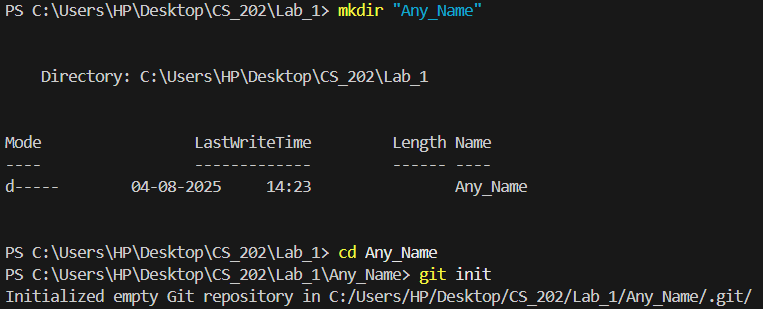 PS C:\Users\HP\Desktop\CS_202\Lab_1> mkdir "Any_Name"
Directory: C:\Users\HP\Desktop\CS_202\Lab_1
Mode LastWriteTime Length Name
---- ------------- ------ ----
d----- 04-08-2025 14:23 Any_Name
PS C:\Users\HP\Desktop\CS_202\Lab_1> cd Any_Name
PS C:\Users\HP\Desktop\CS_202\Lab_1\Any_Name> git init
Initialized empty Git repository in C:/Users/HP/Desktop/CS_202/Lab_1/Any_Name/.git/